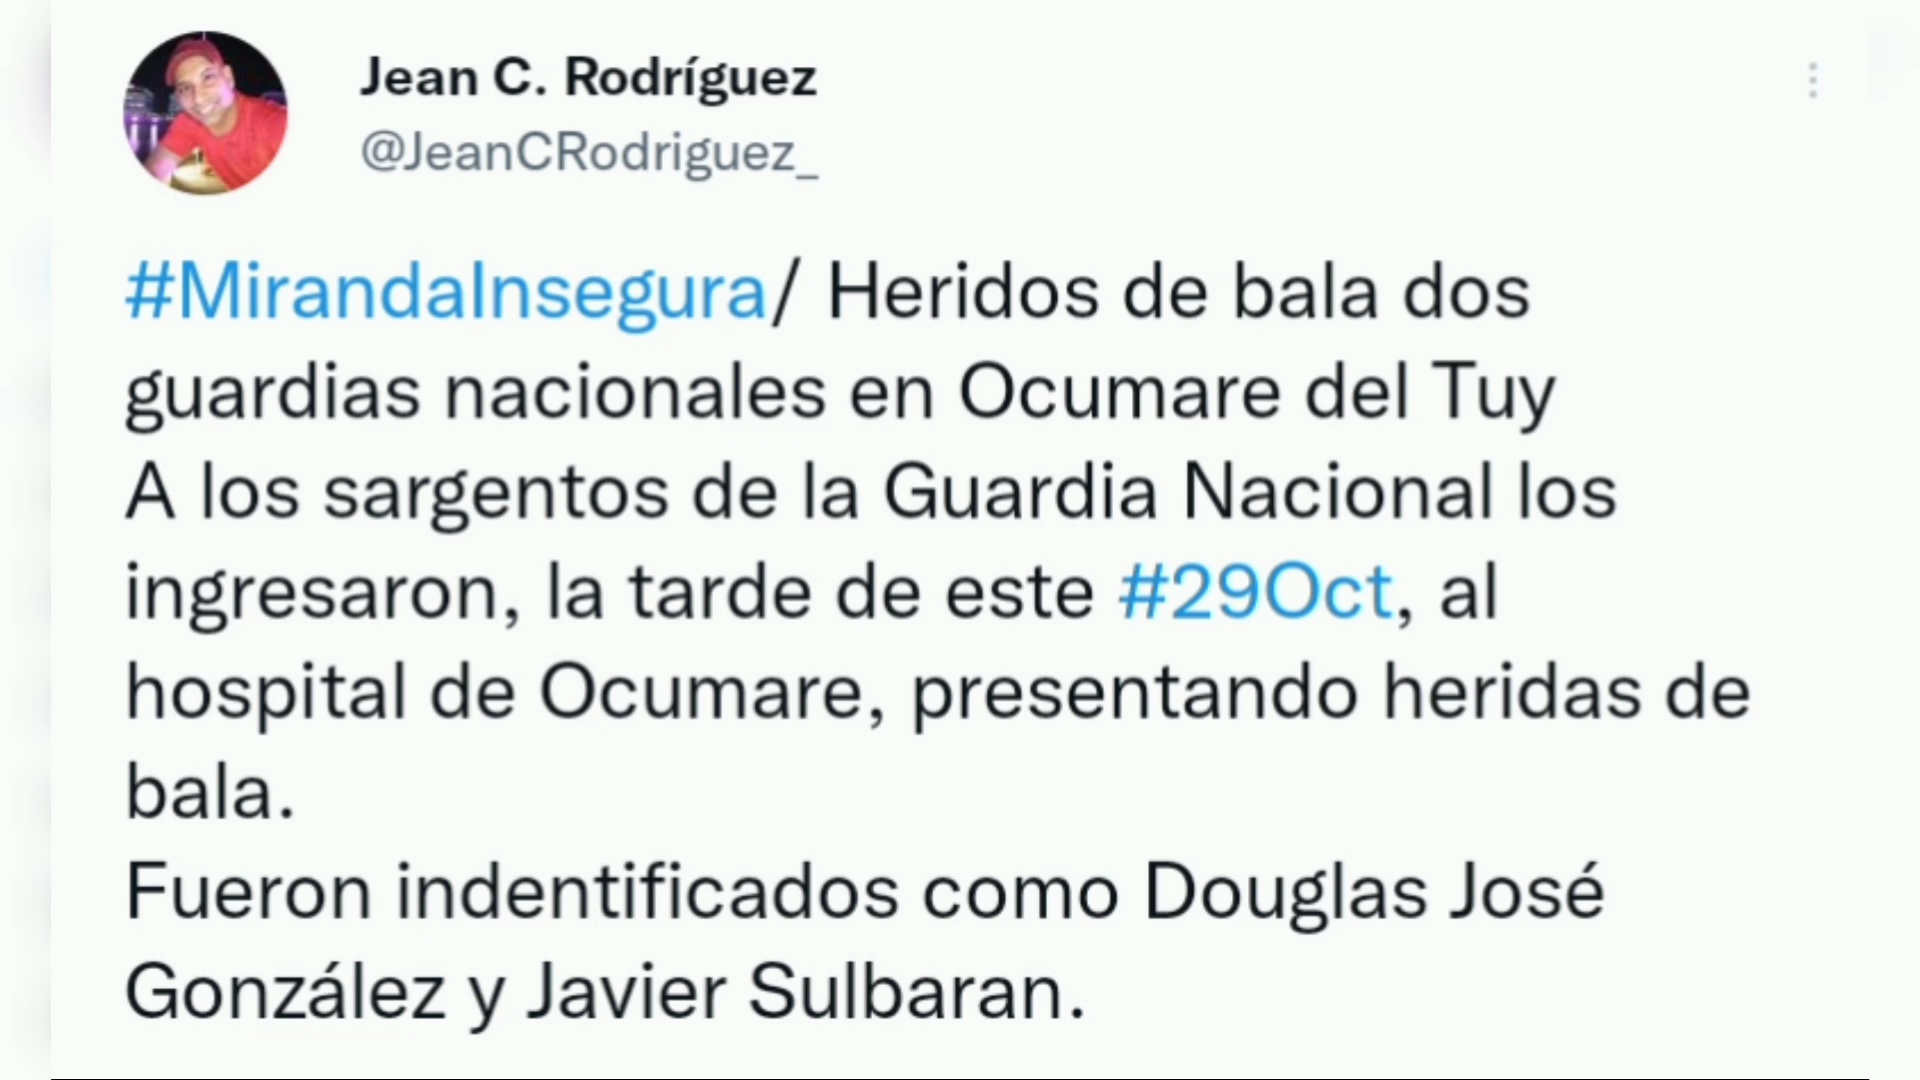 Jean C. Rodríguez
@JeanCRodriguez_
#MirandaInsegura/ Heridos de bala dos
guardias nacionales en Ocumare del Tuy
A los sargentos de la Guardia Nacional los
ingresaron, la tarde de este #29Oct, al
hospital de Ocumare, presentando heridas de
bala.
Fueron indentificados como Douglas José
González y Javier Sulbaran.